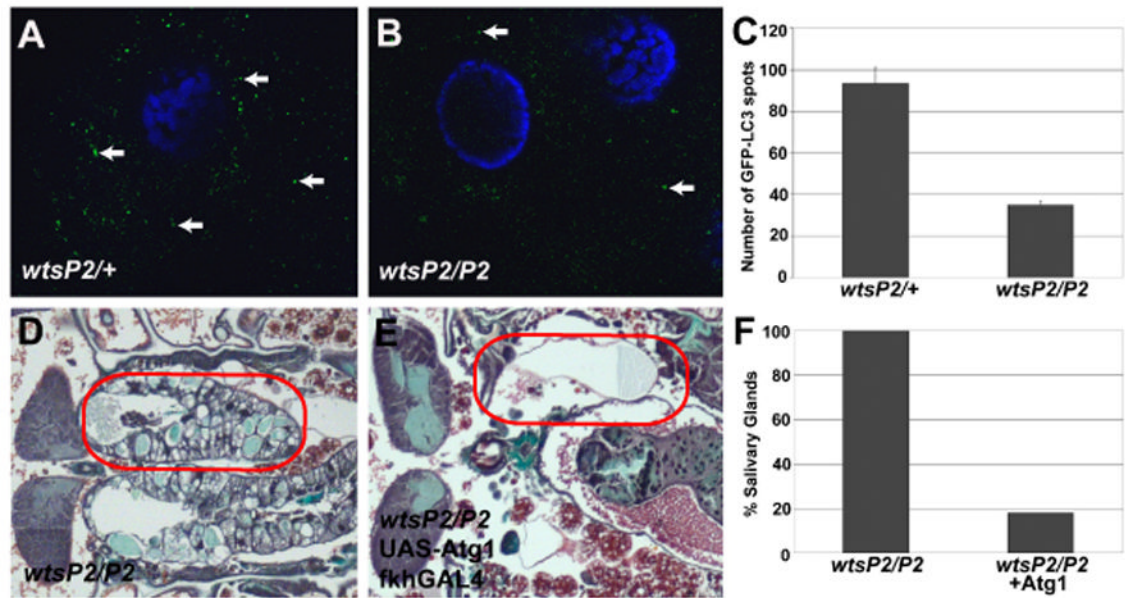 A
wtsP2/+
B
wtsP2/P2
C
Number of GFP-LC3 spots
120
100
80
60
40
20
0
wtsP2/+
wtsP2/P2
D
wtsP2/P2
E
wtsP2/P2
UAS-Atg1
fkhGAL4
F
% Salivary Glands
100
80
60
40
20
0
wtsP2/P2
wtsP2/P2
+Atg1